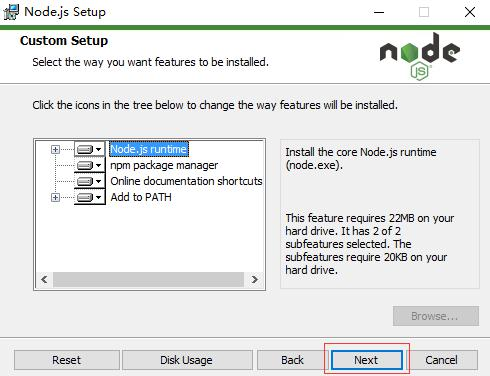 Node.js Setup
Custom Setup
Select the way you want features to be installed.
node
JS
Click the icons in the tree below to change the way features will be installed.
Node.js runtime
npm package manager
Online documentation shortcuts
Add to PATH
Install the core Node.js runtime
(node.exe).
This feature requires 22MB on your
hard drive. It has 2 of 2
subfeatures selected. The
subfeatures require 20KB on your
hard drive.
Browse...
Reset
Disk Usage
Back
Next
Cancel